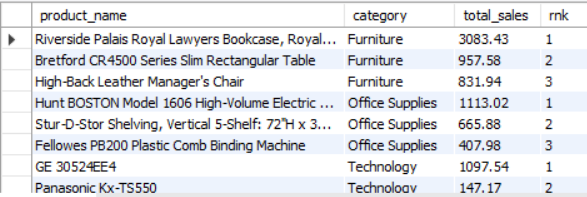 product_name category total_sales rnk
Riverside Palais Royal Lawyers Bookcase, Royal... Furniture 3083.43 1
Bretford CR4500 Series Slim Rectangular Table Furniture 957.58 2
High-Back Leather Manager's Chair Furniture 831.94 3
Hunt BOSTON Model 1606 High-Volume Electric ... Office Supplies 1113.02 1
Stur-D-Stor Shelving, Vertical 5-Shelf: 72"H x 3... Office Supplies 665.88 2
Fellowes PB200 Plastic Comb Binding Machine Office Supplies 407.98 3
GE 30524EE4 Technology 1097.54 1
Panasonic Kx-TS550 Technology 147.17 2